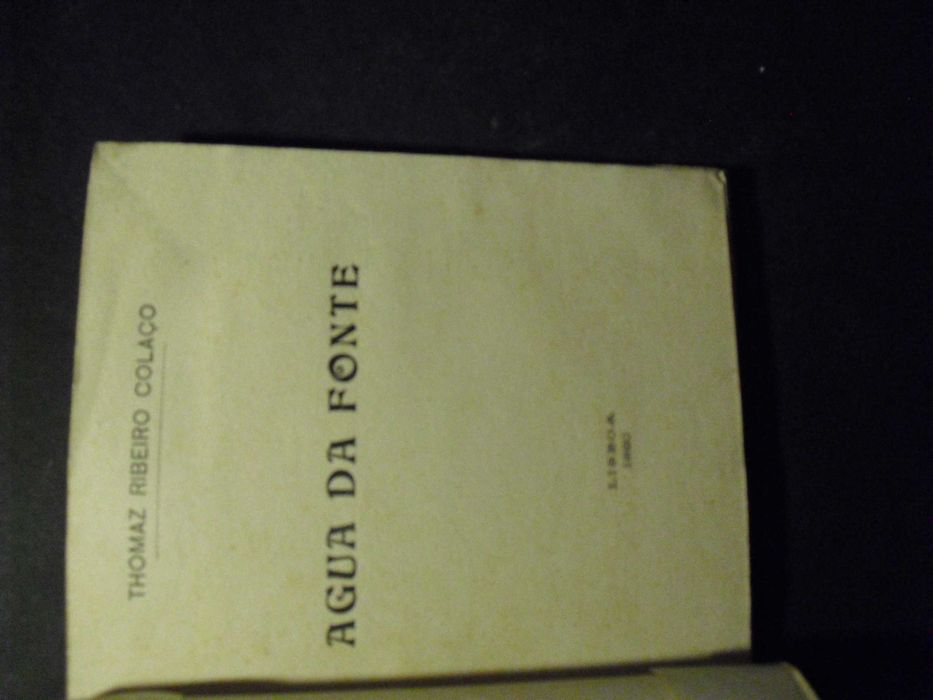 THOMAZ RIBEIRO COLAÇO
AGUA DA FONTE
LISBOA